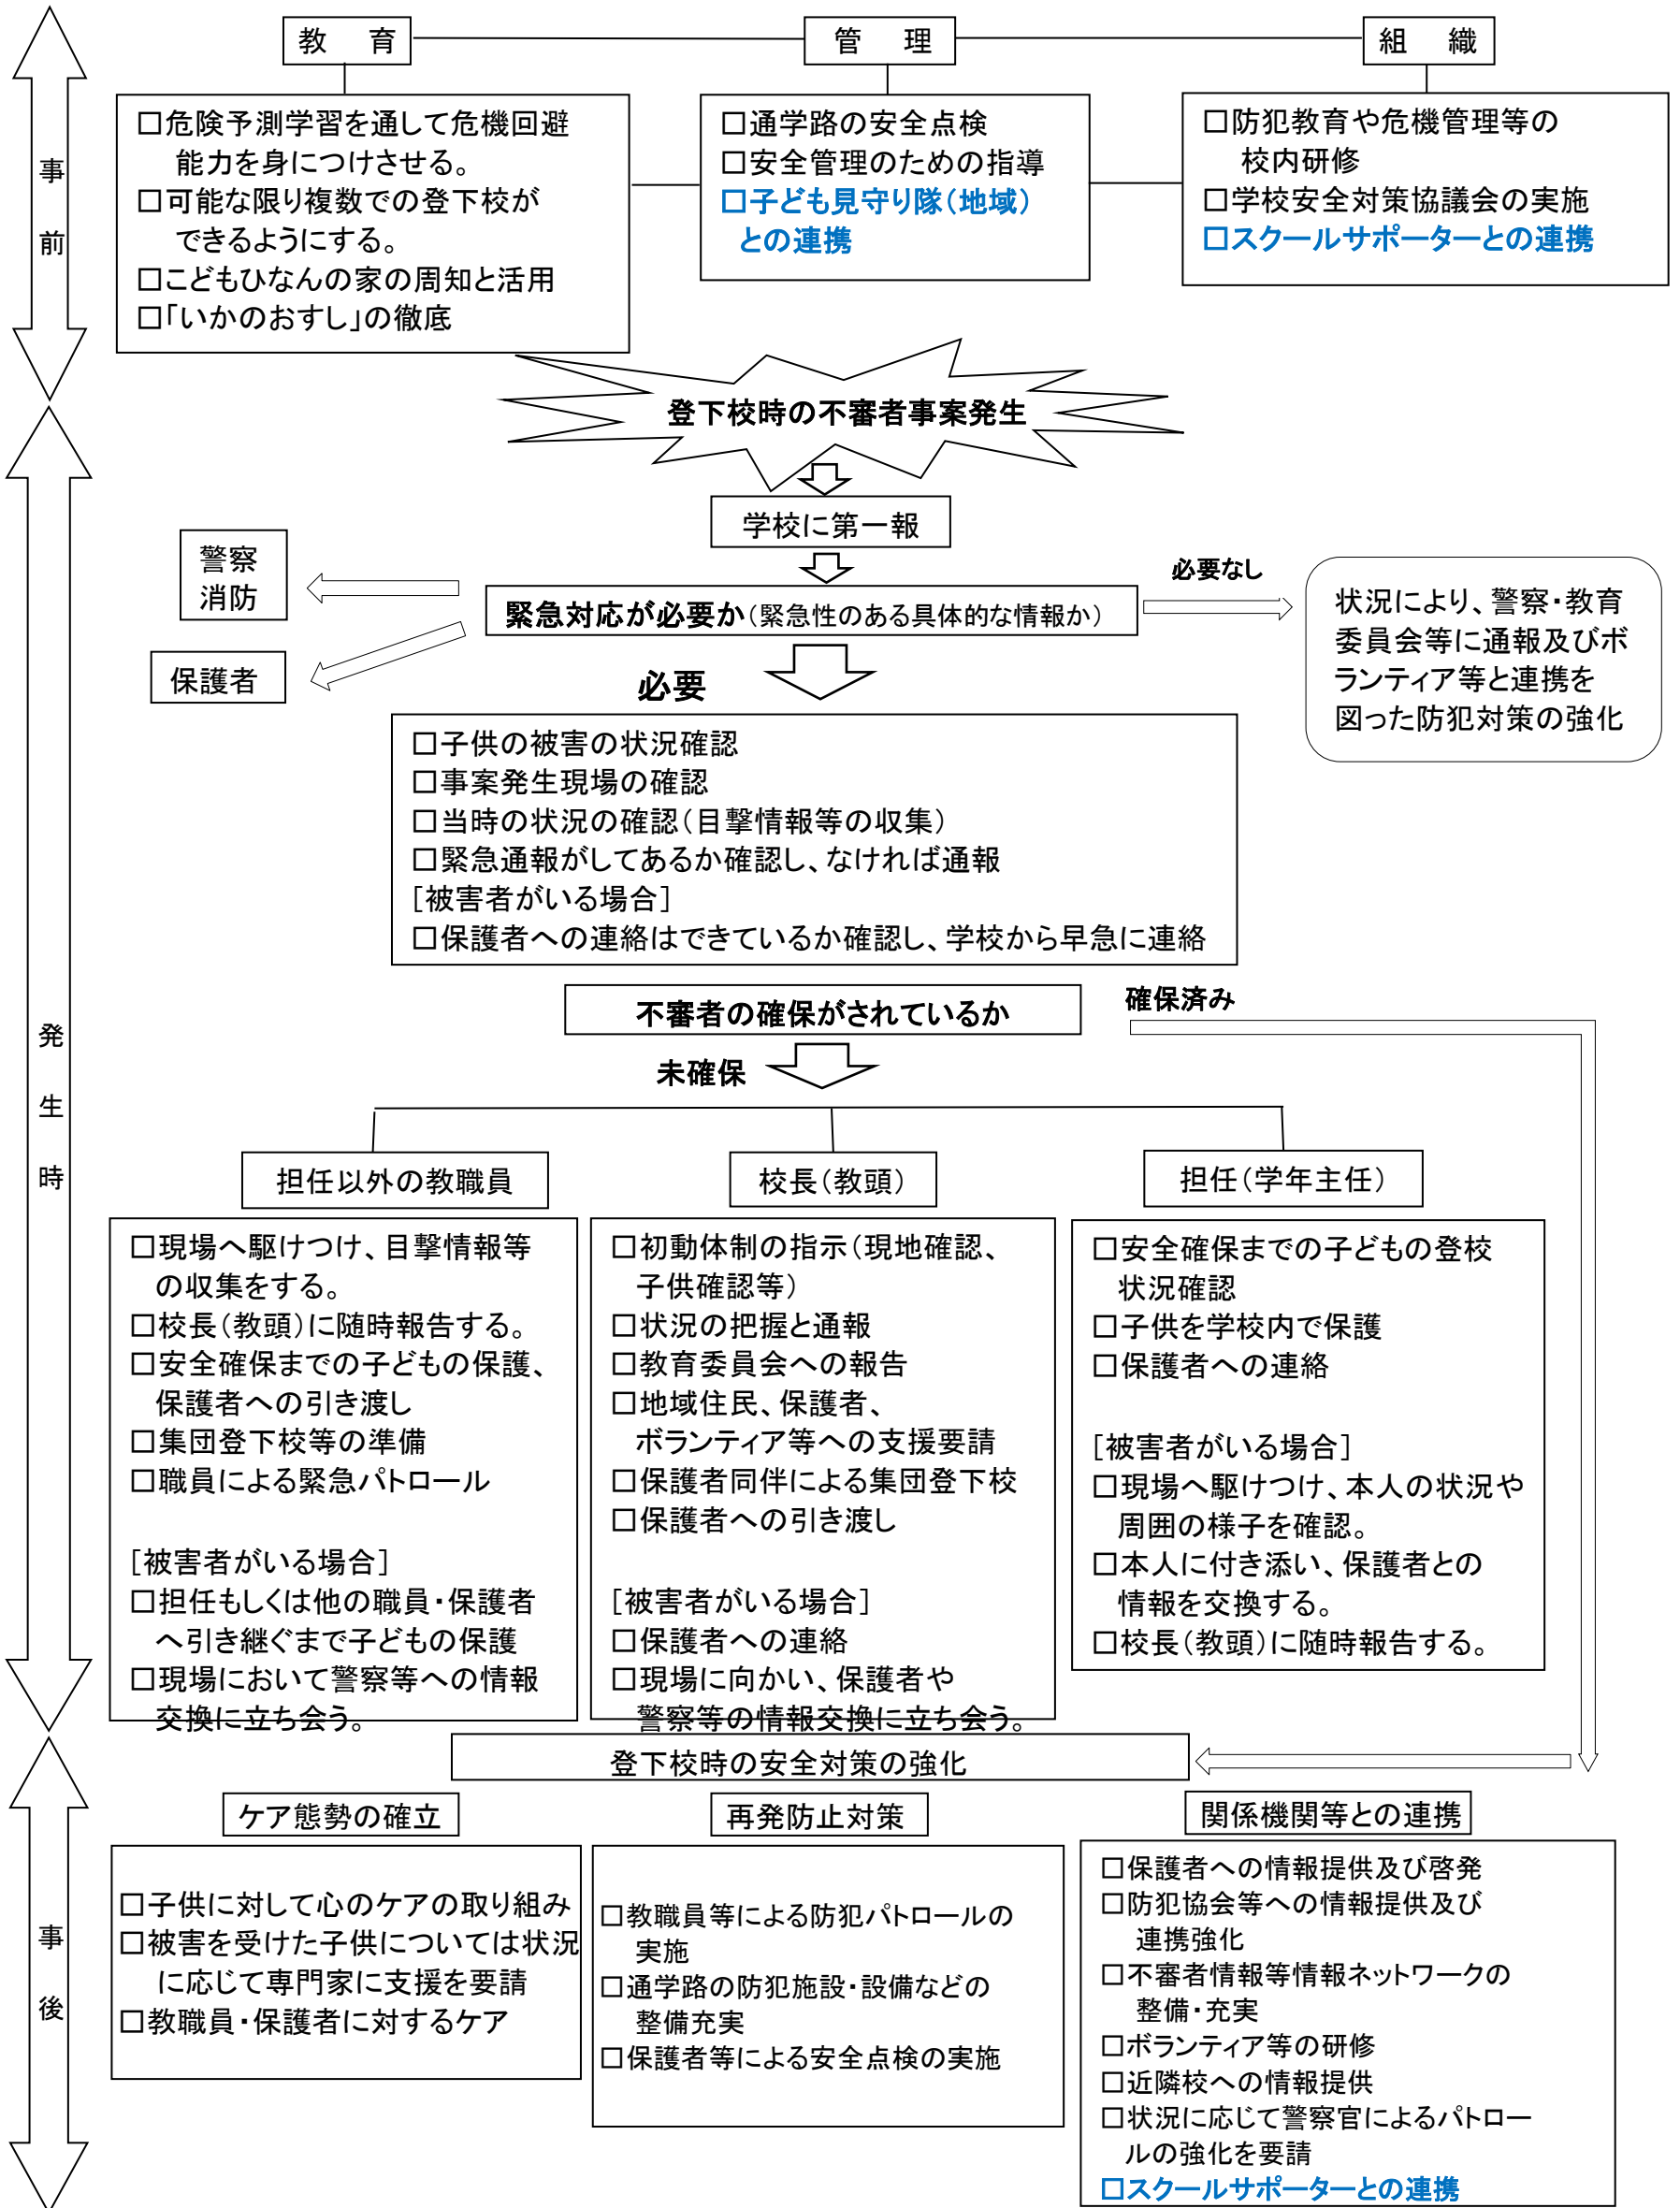 教　育
管　理
組　織
事前
□危険予測学習を通して危機回避
能力を身につけさせる。
□可能な限り複数での登下校が
できるようにする。
□こどもひなんの家の周知と活用
□「いかのおすし」の徹底
□通学路の安全点検
□安全管理のための指導
□子ども見守り隊（地域）
との連携
□防犯教育や危機管理等の
校内研修
□学校安全対策協議会の実施
□スクールサポーターとの連携
登下校時の不審者事案発生
発生時
学校に第一報
警察
消防
保護者
緊急対応が必要か（緊急性のある具体的な情報か）
必要なし
状況により、警察・教育
委員会等に通報及びボ
ランティア等と連携を
図った防犯対策の強化
必要
□子供の被害の状況確認
□事案発生現場の確認
□当時の状況の確認（目撃情報等の収集）
□緊急通報がしてあるか確認し、なければ通報
［被害者がいる場合］
□保護者への連絡はできているか確認し、学校から早急に連絡
不審者の確保がされているか
確保済み
未確保
担任以外の教職員
□現場へ駆けつけ、目撃情報等
の収集をする。
□校長（教頭）に随時報告する。
□安全確保までの子どもの保護、
保護者への引き渡し
□集団登下校等の準備
□職員による緊急パトロール
［被害者がいる場合］
□担任もしくは他の職員・保護者
へ引き継ぐまで子どもの保護
□現場において警察等への情報
交換に立ち会う。
校長（教頭）
□初動体制の指示（現地確認、
子供確認等）
□状況の把握と通報
□教育委員会への報告
□地域住民、保護者、
ボランティア等への支援要請
□保護者同伴による集団登下校
□保護者への引き渡し
［被害者がいる場合］
□保護者への連絡
□現場に向かい、保護者や
警察等の情報交換に立ち会う。
担任（学年主任）
□安全確保までの子どもの登校
状況確認
□子供を学校内で保護
□保護者への連絡
［被害者がいる場合］
□現場へ駆けつけ、本人の状況や
周囲の様子を確認。
□本人に付き添い、保護者との
情報を交換する。
□校長（教頭）に随時報告する。
登下校時の安全対策の強化
事後
ケア態勢の確立
□子供に対して心のケアの取り組み
□被害を受けた子供については状況
に応じて専門家に支援を要請
□教職員・保護者に対するケア
再発防止対策
□教職員等による防犯パトロールの
実施
□通学路の防犯施設・設備などの
整備充実
□保護者等による安全点検の実施
関係機関等との連携
□保護者への情報提供及び啓発
□防犯協会等への情報提供及び
連携強化
□不審者情報等情報ネットワークの
整備・充実
□ボランティア等の研修
□近隣校への情報提供
□状況に応じて警察官によるパトロー
ルの強化を要請
□スクールサポーターとの連携